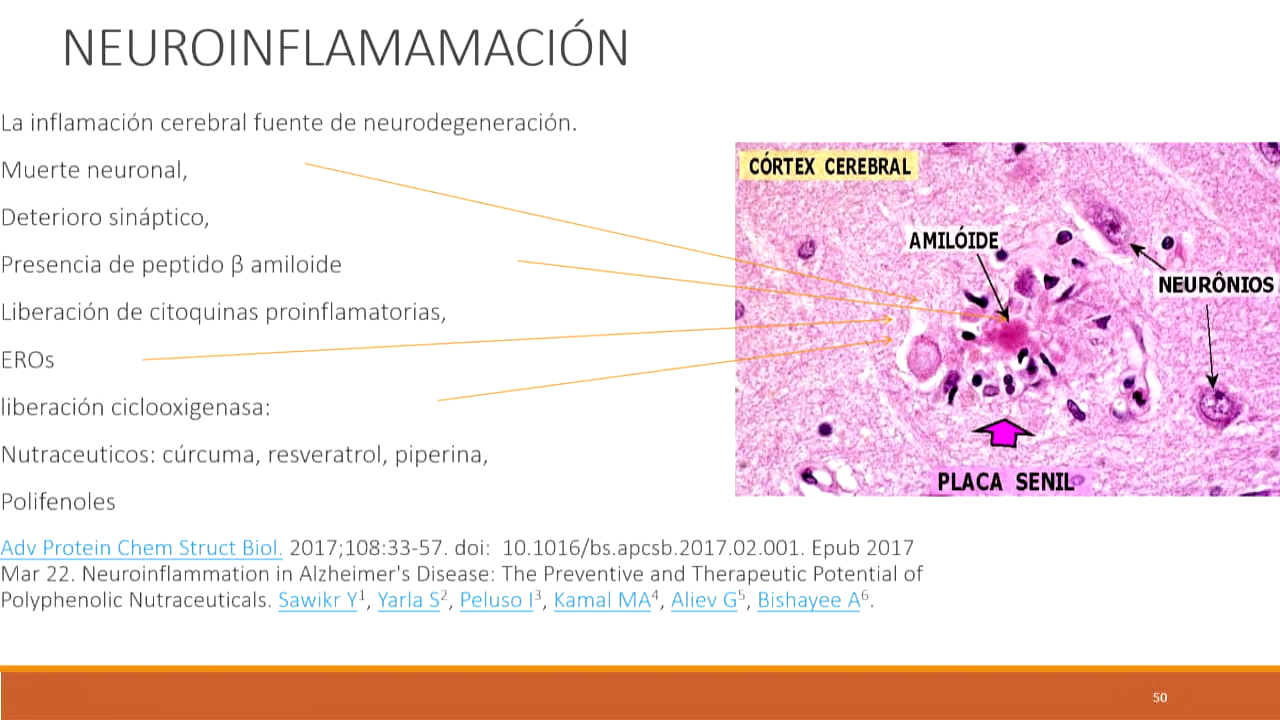 NEUROINFLAMAMACIÓN
La inflamación cerebral fuente de neurodegeneración.
Muerte neuronal,
Deterioro sináptico,
Presencia de peptido β amiloide
Liberación de citoquinas proinflamatorias,
EROs
liberación ciclooxigenasa:
Nutraceuticos: cúrcuma, resveratrol, piperina,
Polifenoles
Adv Protein Chem Struct Biol. 2017;108:33-57. doi: 10.1016/bs.apcsb.2017.02.001. Epub 2017
Mar 22. Neuroinflammation in Alzheimer's Disease: The Preventive and Therapeutic Potential of
Polyphenolic Nutraceuticals. Sawikr Y1, Yarla S2, Peluso I3, Kamal MA4, Aliev G5, Bishayee A6.
CÓRTEX CEREBRAL
AMILÓIDE
NEURÔNIOS
PLACA SENIL
50